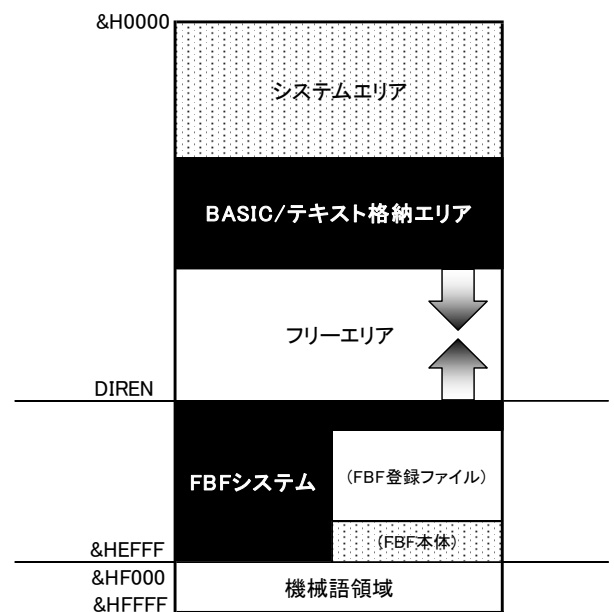 &H0000
システムエリア
BASIC/テキスト格納エリア
フリーエリア
DIREN
FBFシステム
(FBF登録ファイル)
(FBF本体)
&HEFFF
&HF000
機械語領域
&HFFFF